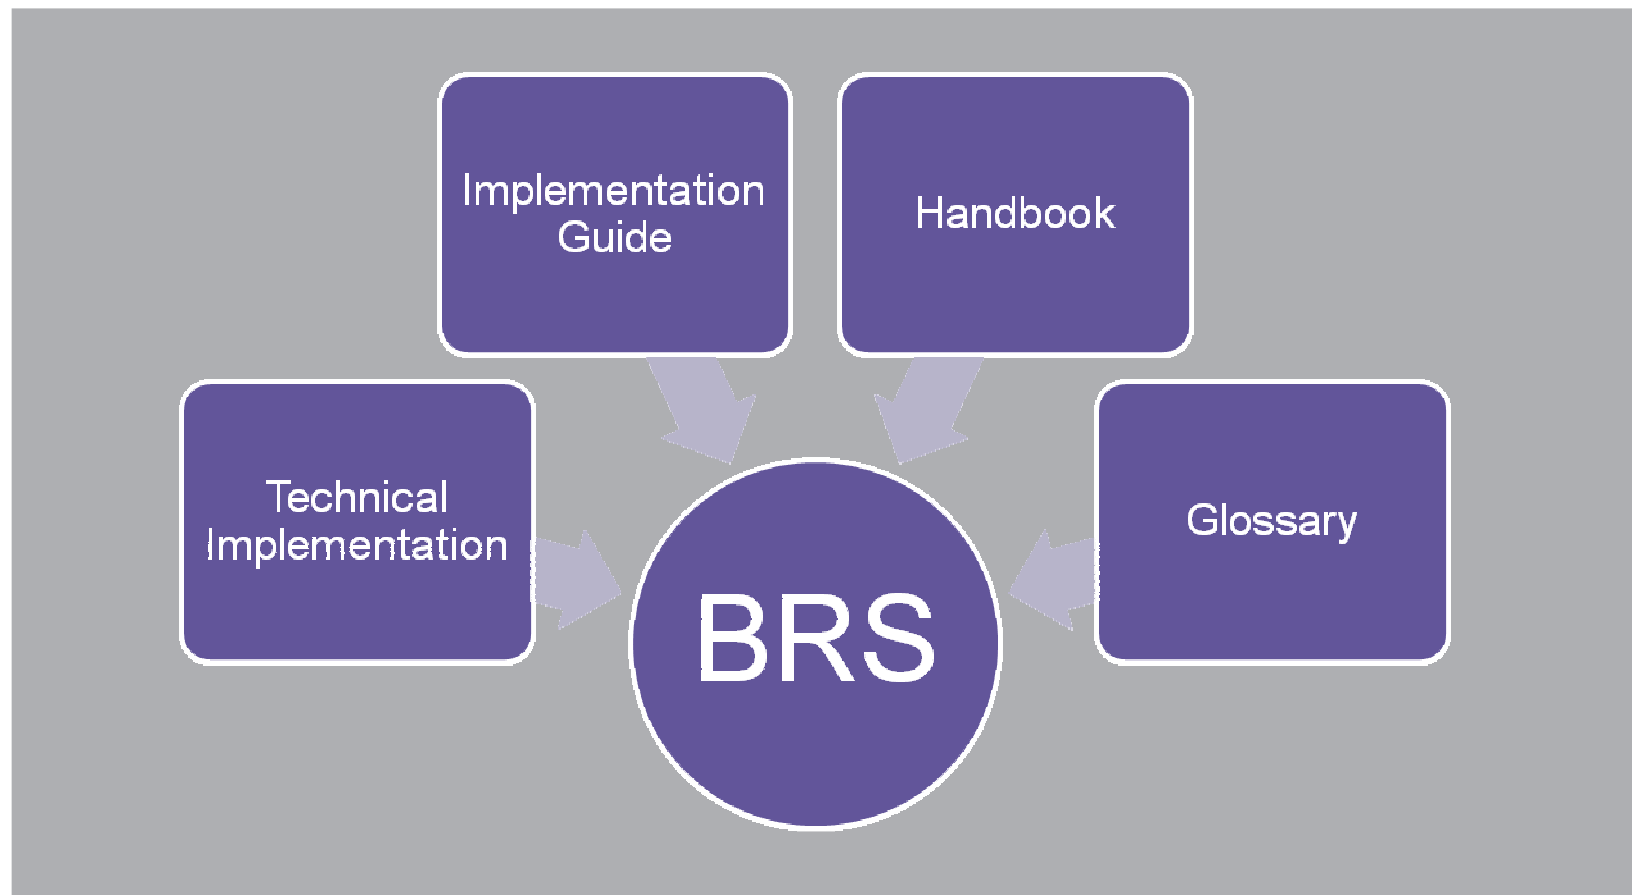 Implementation
Guide
Handbook
Technical
Implementation
Glossary
BRS